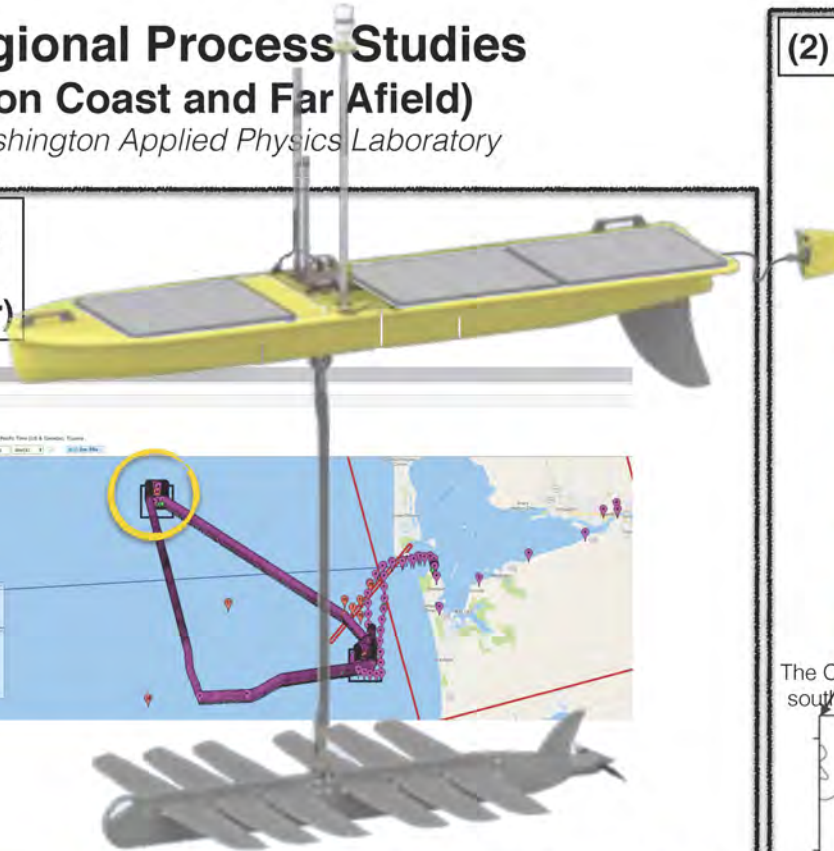 gional Process Studies
on Coast and Far Afield)
shington Applied Physics Laboratory
(2)
r)
The C
south